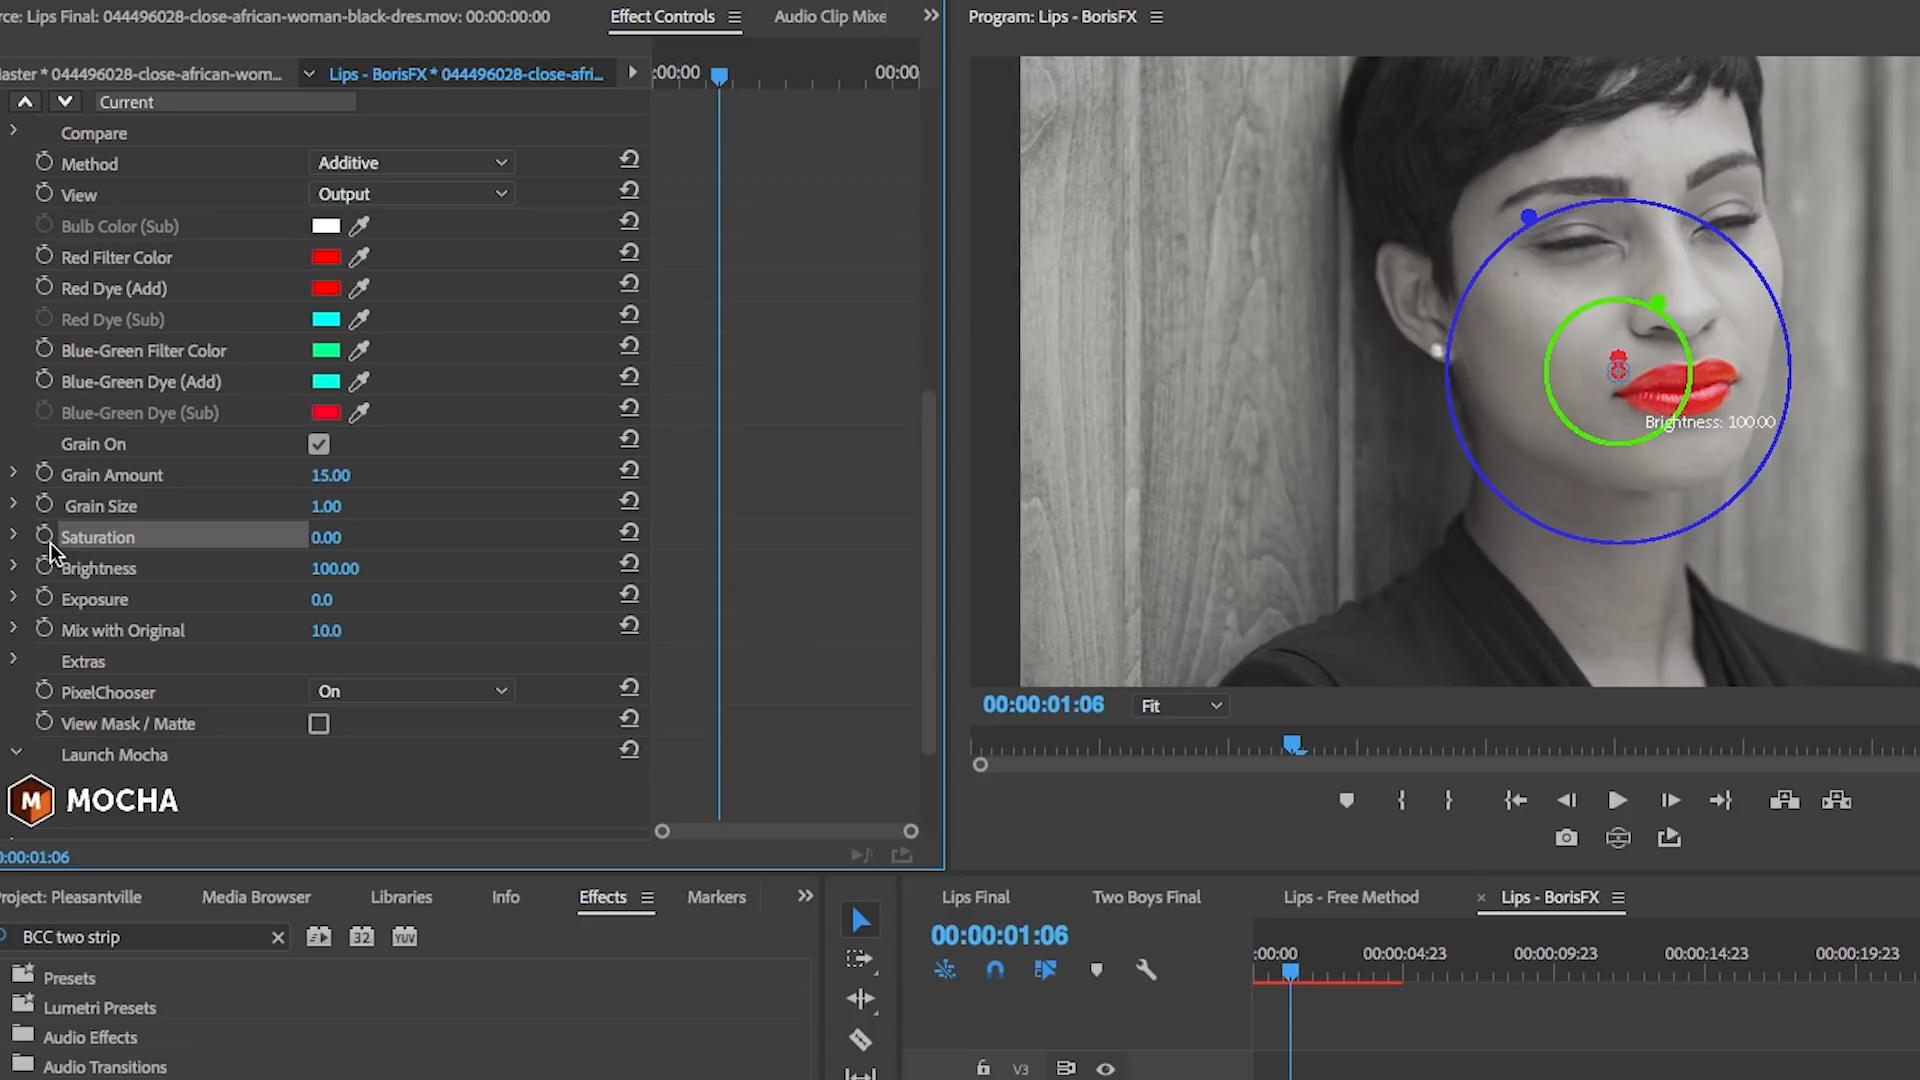 rce: Lips Final: 044496028-close-african-woman-black-dres.mov: 00:00:00:00
Effect Controls
Audio Clip Mixe
Program: Lips - BorisFX
aster * 044496028-close-african-wom...
Lips - BorisFX * 044496028-close-afri...
:00:00
00:00
Current
Compare
Method
Additive
View
Output
Bulb Color (Sub)
Red Filter Color
Red Dye (Add)
Red Dye (Sub)
Blue-Green Filter Color
Blue-Green Dye (Add)
Blue-Green Dye (Sub)
Grain On
Grain Amount
15.00
Grain Size
1.00
Saturation
0.00
Brightness
100.00
Exposure
0.0
Mix with Original
10.0
Extras
PixelChooser
On
View Mask / Matte
Launch Mocha
M MOCHA
0:00:01:06
Brightness: 100.00
00:00:01:06
Fit
Project: Pleasantville
Media Browser
Libraries
Info
Effects
Markers
BCC two strip
32
YUV
Presets
Lumetri Presets
Audio Effects
Audio Transitions
Lips Final
Two Boys Final
Lips - Free Method
× Lips - BorisFX
00:00:01:06
:00:00
00:00:04:23
00:00:09:23
00:00:14:23
00:00:19:23
V3